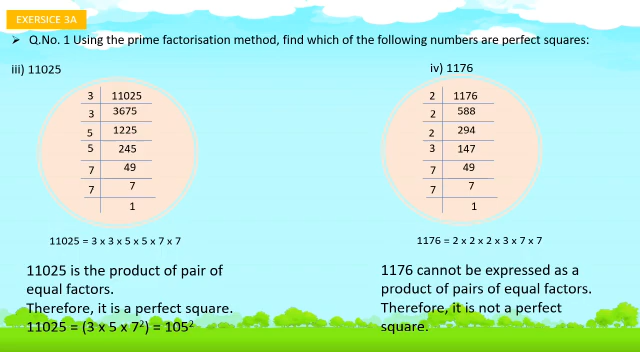 EXERSICE 3A
➤ Q.No. 1 Using the prime factorisation method, find which of the following numbers are perfect squares:
iii) 11025
3 11025
3 3675
5 1225
5 245
7 49
7 7
1
11025 = 3 x 3 x 5 x 5 x 7 x 7
11025 is the product of pair of
equal factors.
Therefore, it is a perfect square.
11025 = (3 x 5 x 7²) = 105²
iv) 1176
2 1176
2 588
2 294
3 147
7 49
7 7
1
1176 = 2 x 2 x 2 x 3 x 7 x 7
1176 cannot be expressed as a
product of pairs of equal factors.
Therefore, it is not a perfect
square.